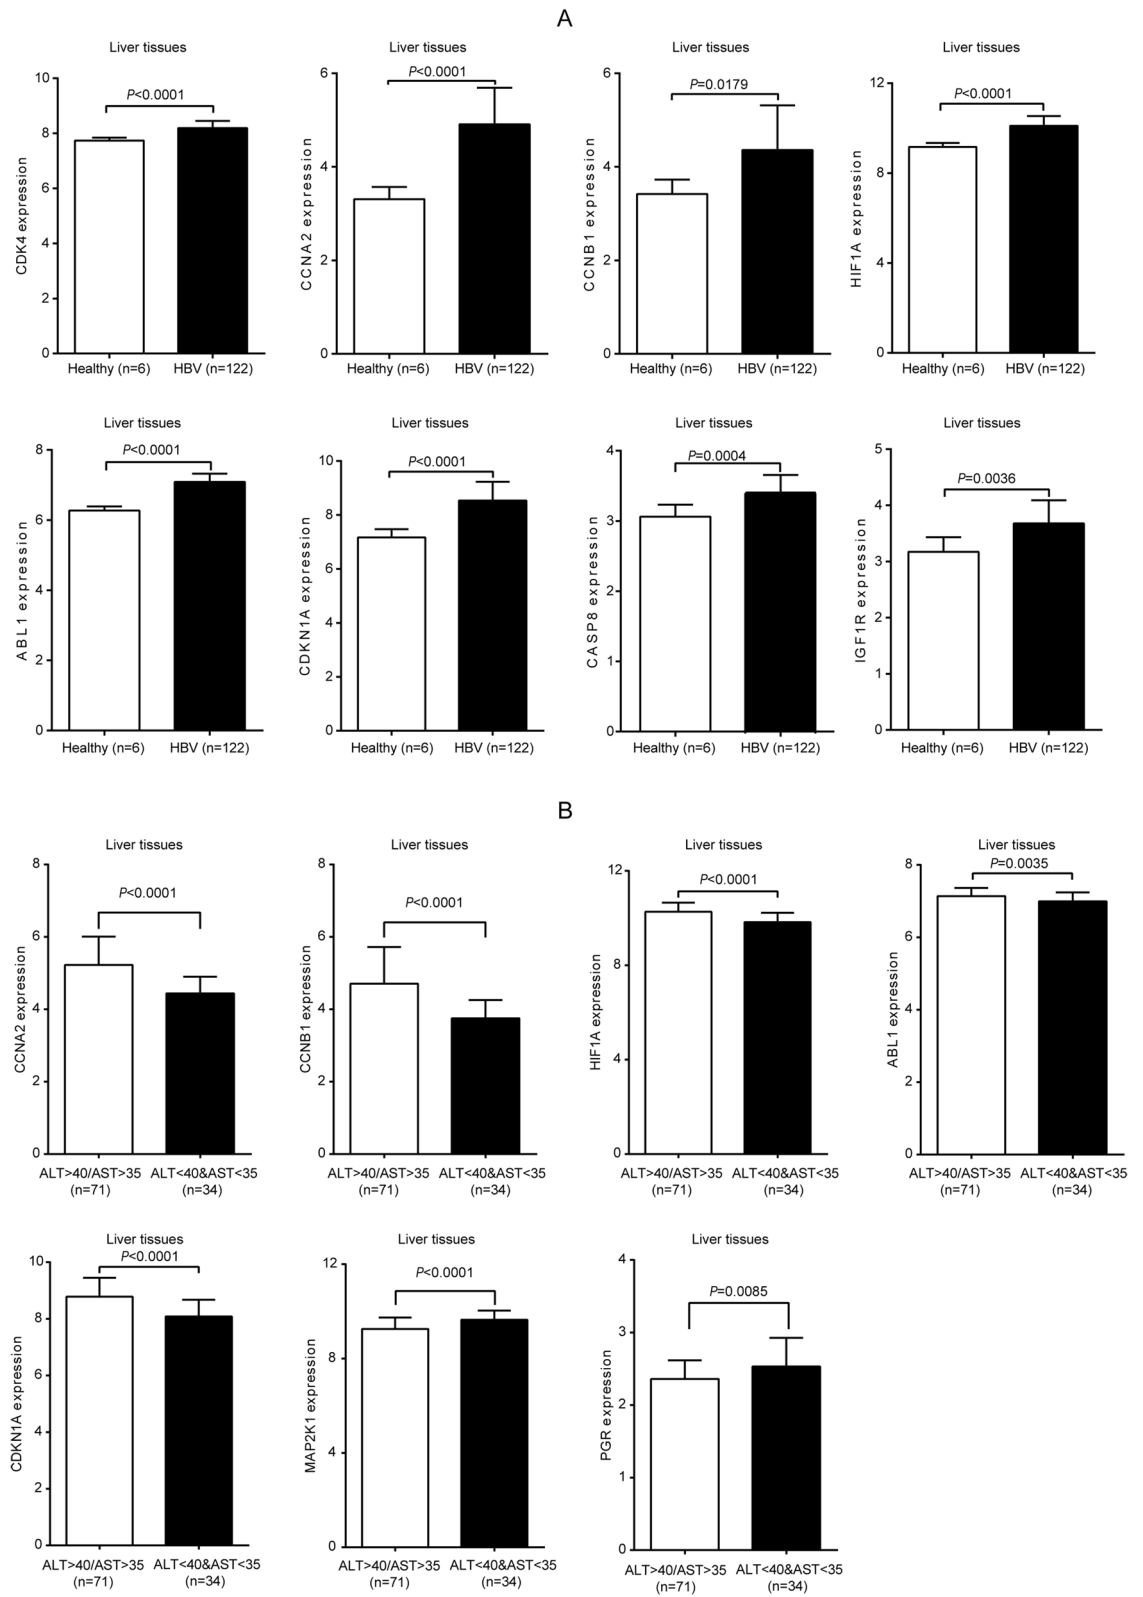 A
Liver tissues
CDK4 expression
10
8
6
4
2
0
P<0.0001
Healthy (n=6) HBV (n=122)
Liver tissues
CCNA2 expression
6
4
2
0
P<0.0001
Healthy (n=6) HBV (n=122)
Liver tissues
CCNB1 expression
6
4
2
0
P=0.0179
Healthy (n=6) HBV (n=122)
Liver tissues
HIF1A expression
12
8
4
0
P<0.0001
Healthy (n=6) HBV (n=122)
Liver tissues
ABL1 expression
8
6
4
2
0
P<0.0001
Healthy (n=6) HBV (n=122)
Liver tissues
CDKN1A expression
10
8
6
4
2
0
P<0.0001
Healthy (n=6) HBV (n=122)
Liver tissues
CASP8 expression
4
3
2
1
0
P=0.0004
Healthy (n=6) HBV (n=122)
Liver tissues
IGF1R expression
5
4
3
2
1
0
P=0.0036
Healthy (n=6) HBV (n=122)
B
Liver tissues
CCNA2 expression
8
6
4
2
0
P<0.0001
ALT>40/AST>35 ALT<40&AST<35
(n=71) (n=34)
Liver tissues
CCNB1 expression
8
6
4
2
0
P<0.0001
ALT>40/AST>35 ALT<40&AST<35
(n=71) (n=34)
Liver tissues
HIF1A expression
12
8
4
0
P<0.0001
ALT>40/AST>35 ALT<40&AST<35
(n=71) (n=34)
Liver tissues
ABL1 expression
8
6
4
2
0
P=0.0035
ALT>40/AST>35 ALT<40&AST<35
(n=71) (n=34)
Liver tissues
CDKN1A expression
10
8
6
4
2
0
P<0.0001
ALT>40/AST>35 ALT<40&AST<35
(n=71) (n=34)
Liver tissues
MAP2K1 expression
12
8
4
0
P<0.0001
ALT>40/AST>35 ALT<40&AST<35
(n=71) (n=34)
Liver tissues
PGR expression
4
3
2
1
0
P=0.0085
ALT>40/AST>35 ALT<40&AST<35
(n=71) (n=34)